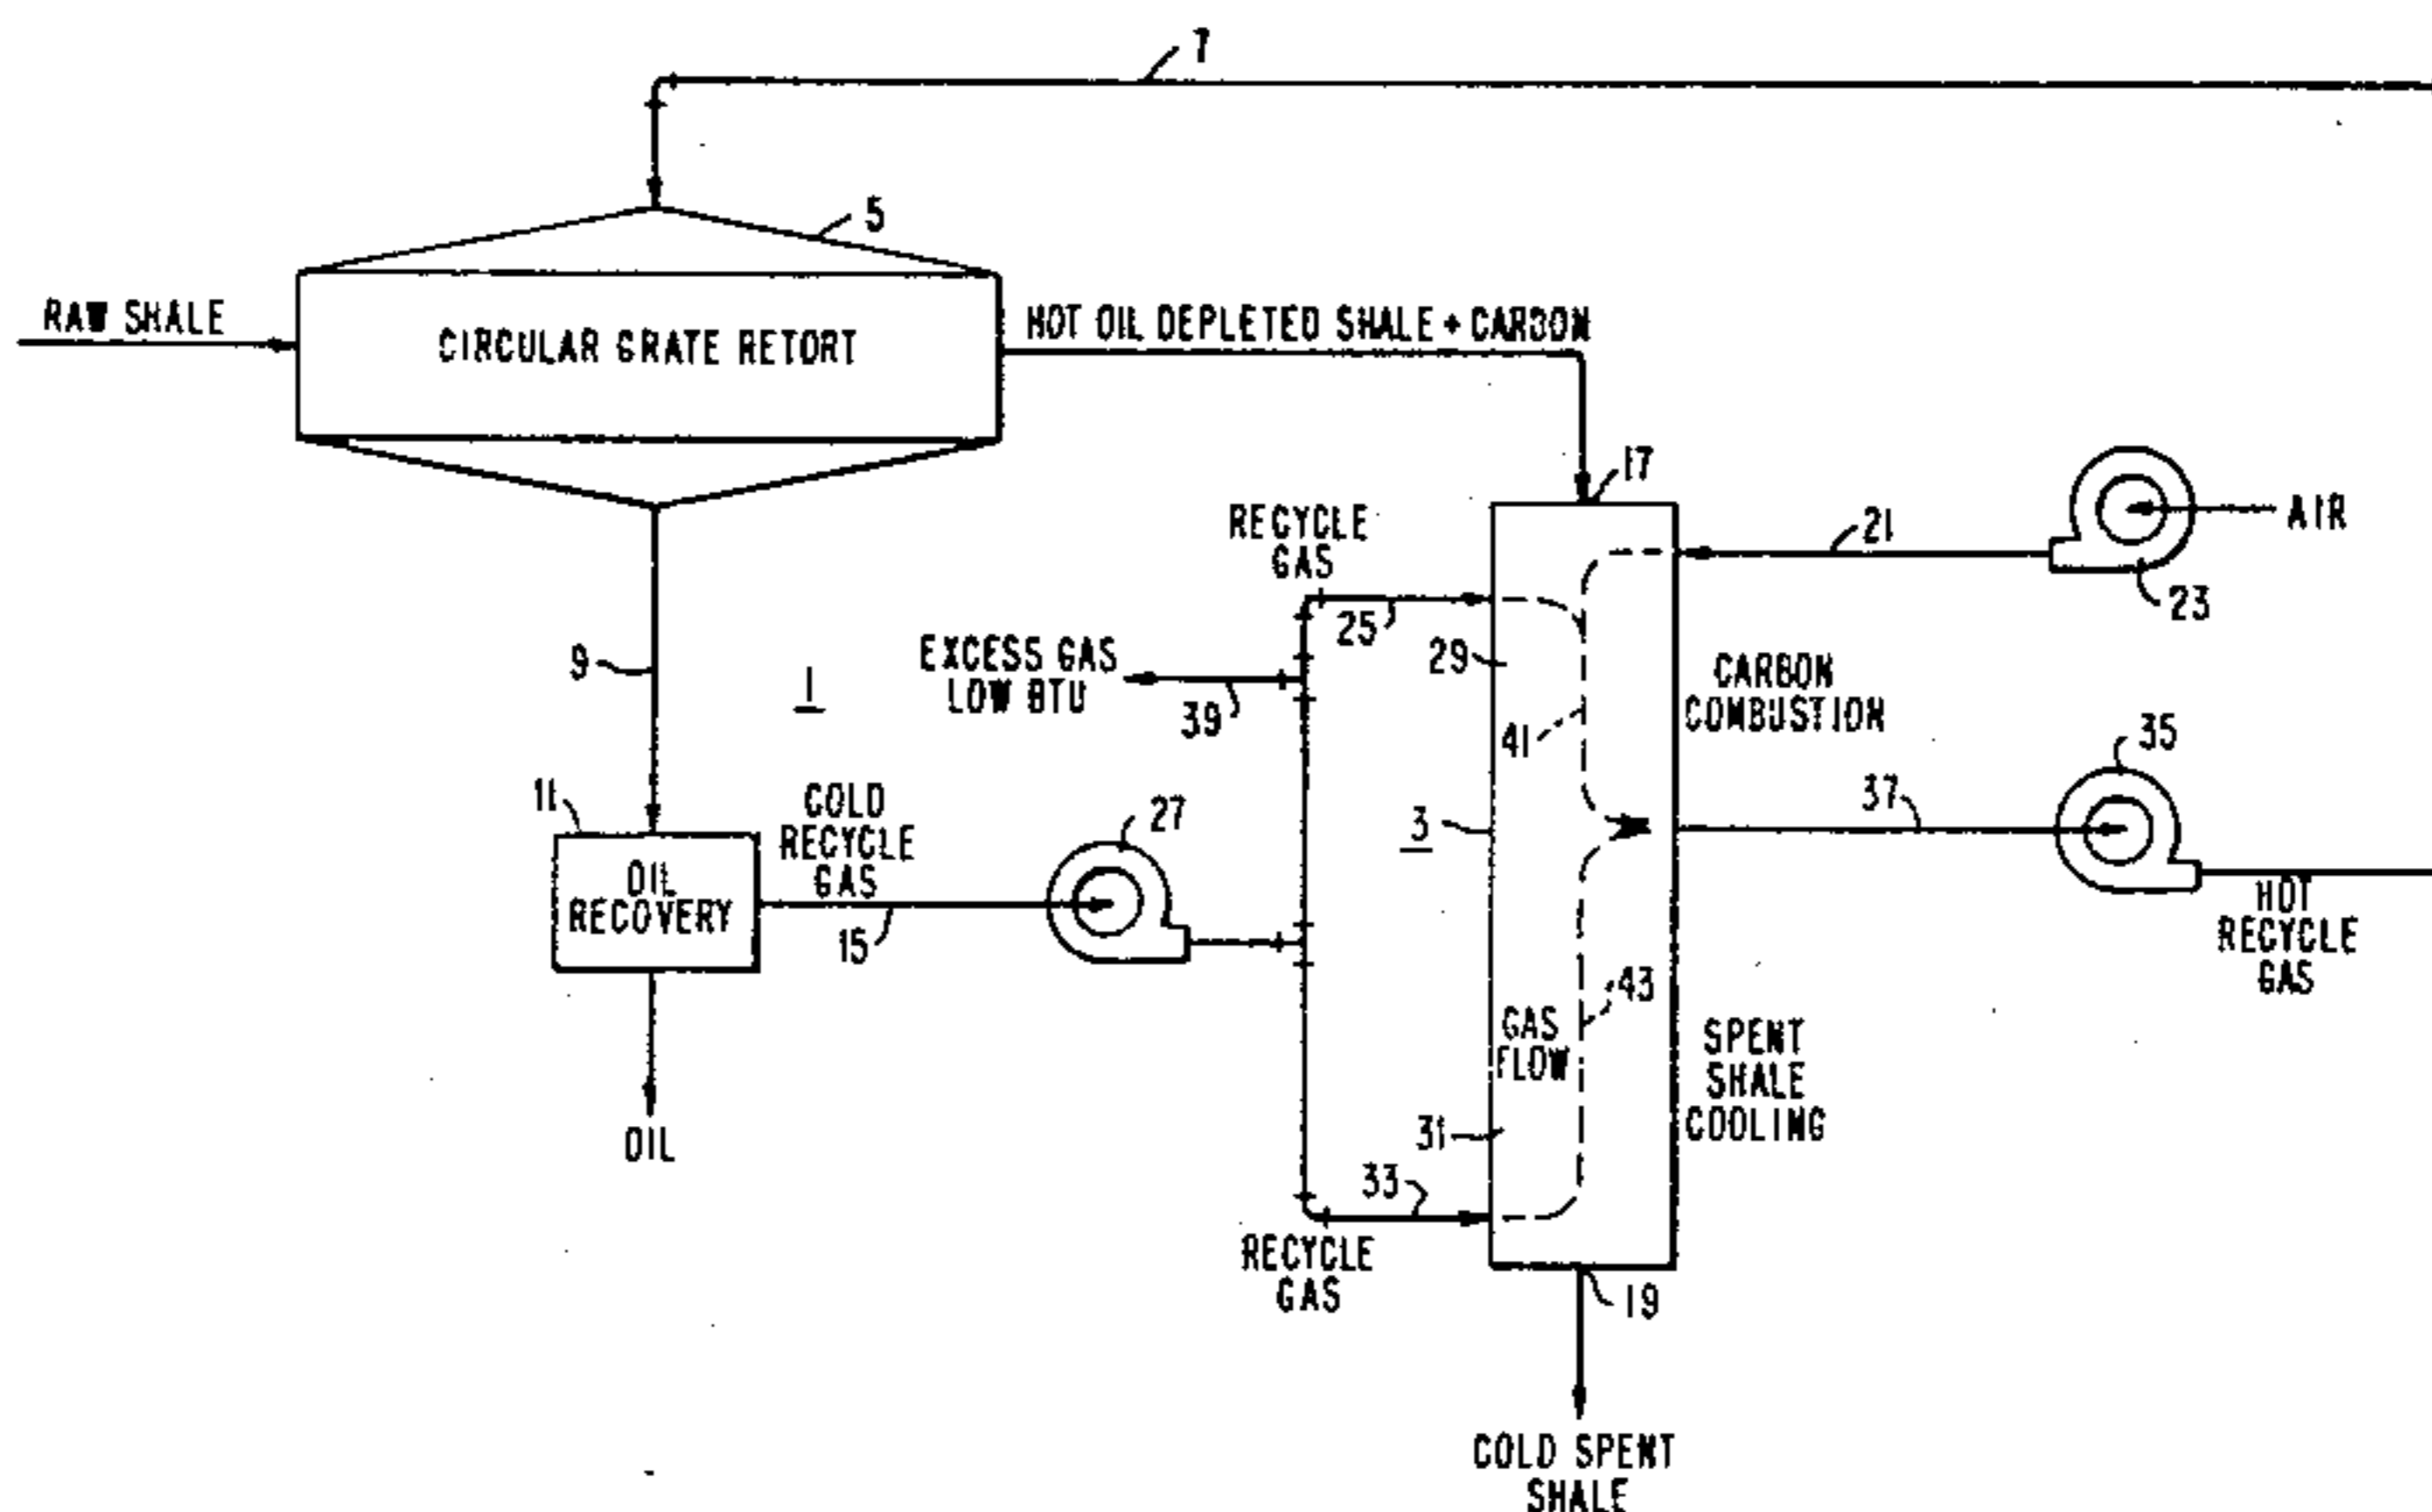 7
5
RAW SHALE
CIRCULAR GRATE RETORT
HOT OIL DEPLETED SHALE + CARBON
17
RECYCLE
GAS
21
AIR
23
25
29
EXCESS GAS
LOW BTU
39
9
1
41
CARBON
COMBUSTION
35
37
11
COLD
RECYCLE
GAS
27
3
OIL
RECOVERY
15
HOT
RECYCLE
GAS
43
GAS
FLOW
SPENT
SHALE
COOLING
31
OIL
33
RECYCLE
GAS
19
COLD SPENT
SHALE